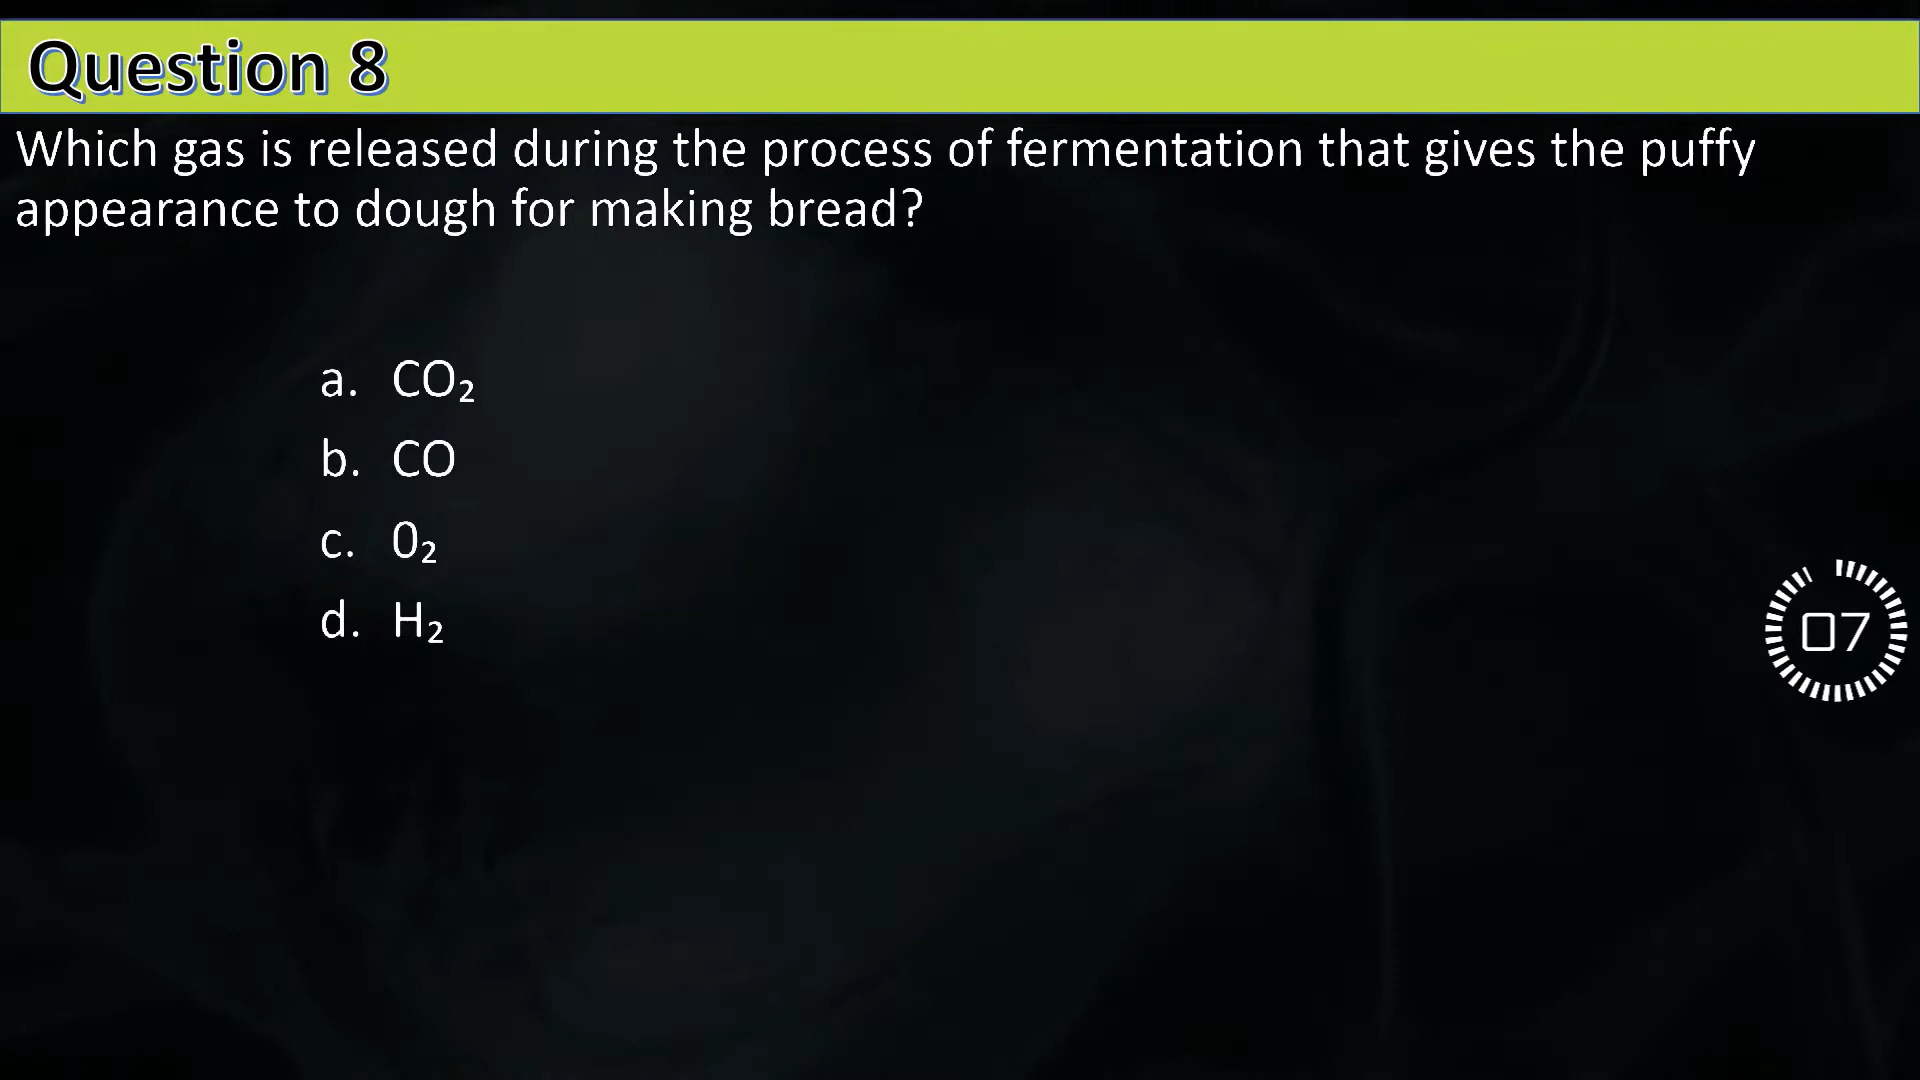 Question 8
Which gas is released during the process of fermentation that gives the puffy
appearance to dough for making bread?
a. CO₂
b. CO
c. 0₂
d. H₂
07